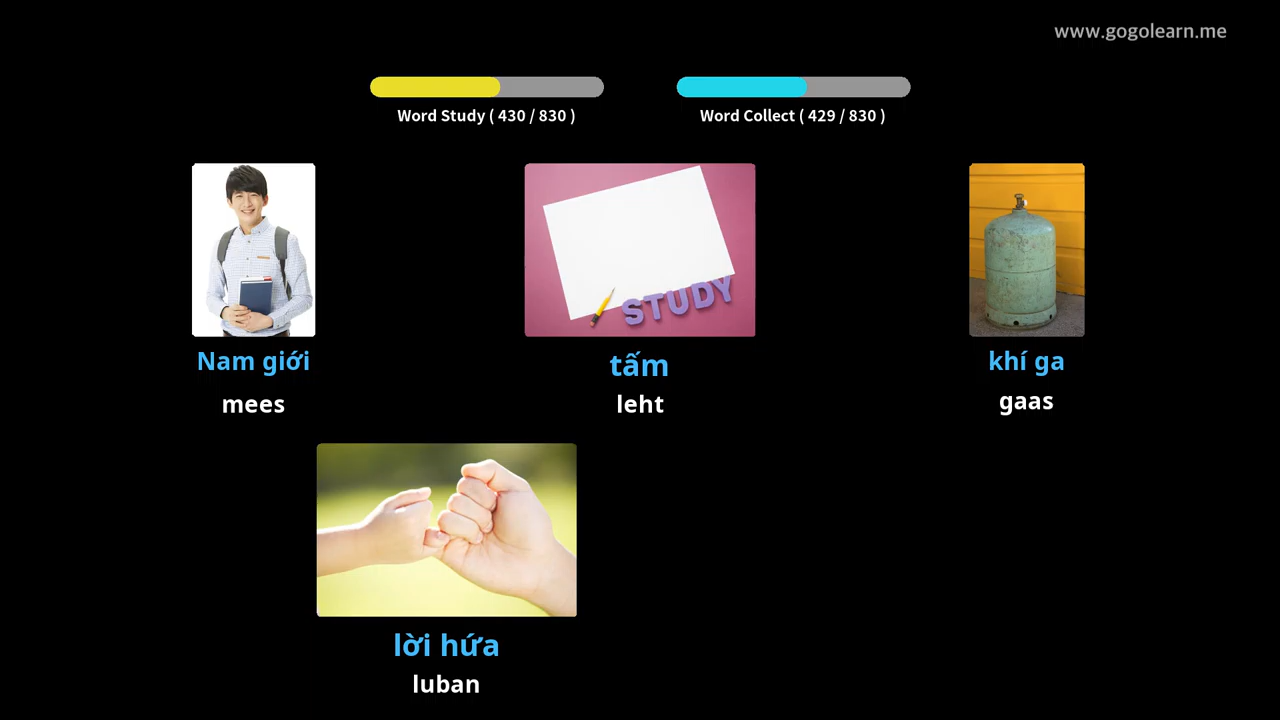 www.gogolearn.me
Word Study ( 430 / 830 )
Word Collect ( 429 / 830 )
STUDY
Nam giới
tấm
khí ga
mees
leht
gaas
lời hứa
luban